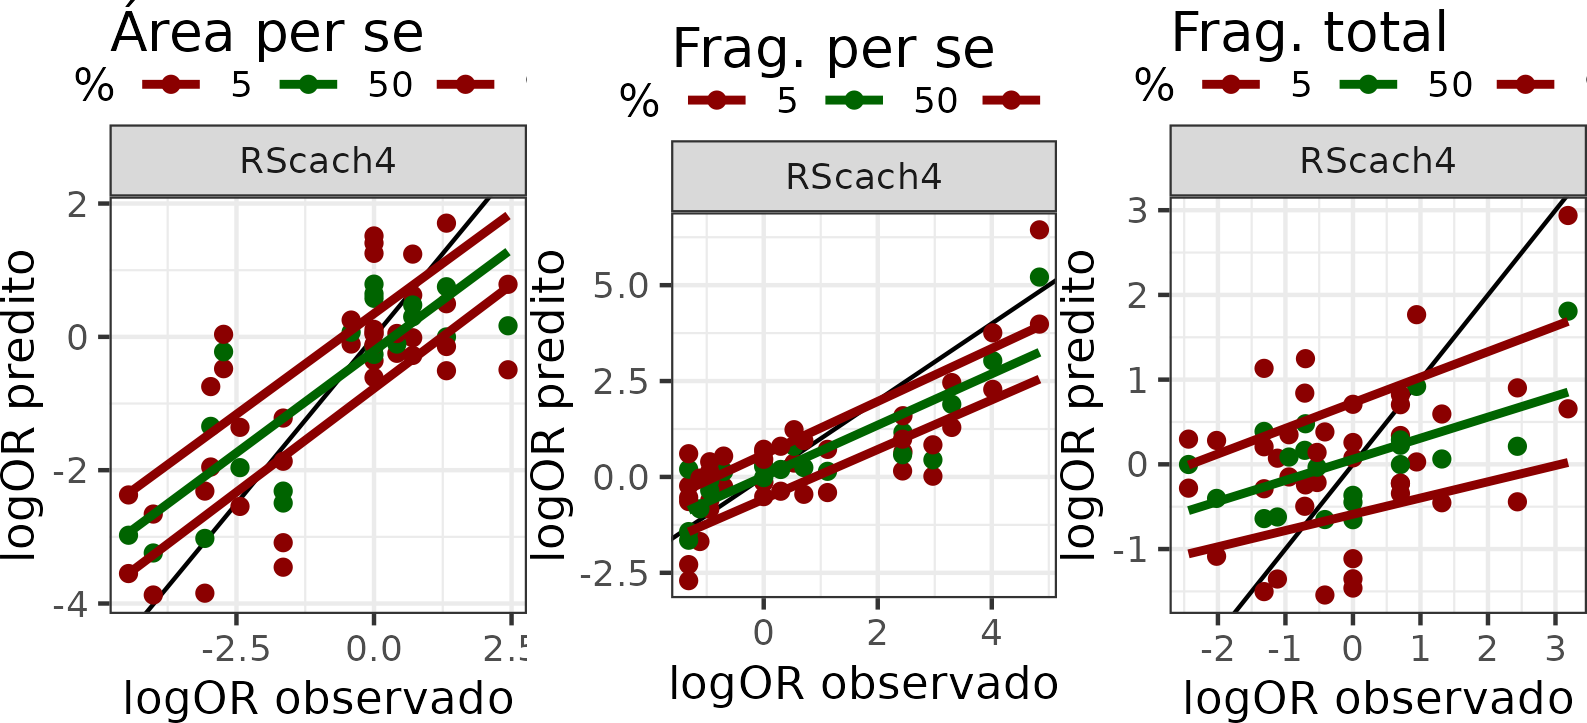 Área per se
% 5 50
RScach4
2
0
-2
-4
-2.5 0.0 2.5
logOR observado
logOR predito
Frag. per se
% 5 50
RScach4
5.0
2.5
0.0
-2.5
0 2 4
logOR observado
logOR predito
Frag. total
% 5 50
RScach4
3
2
1
0
-1
-2 -1 0 1 2 3
logOR observado
logOR predito